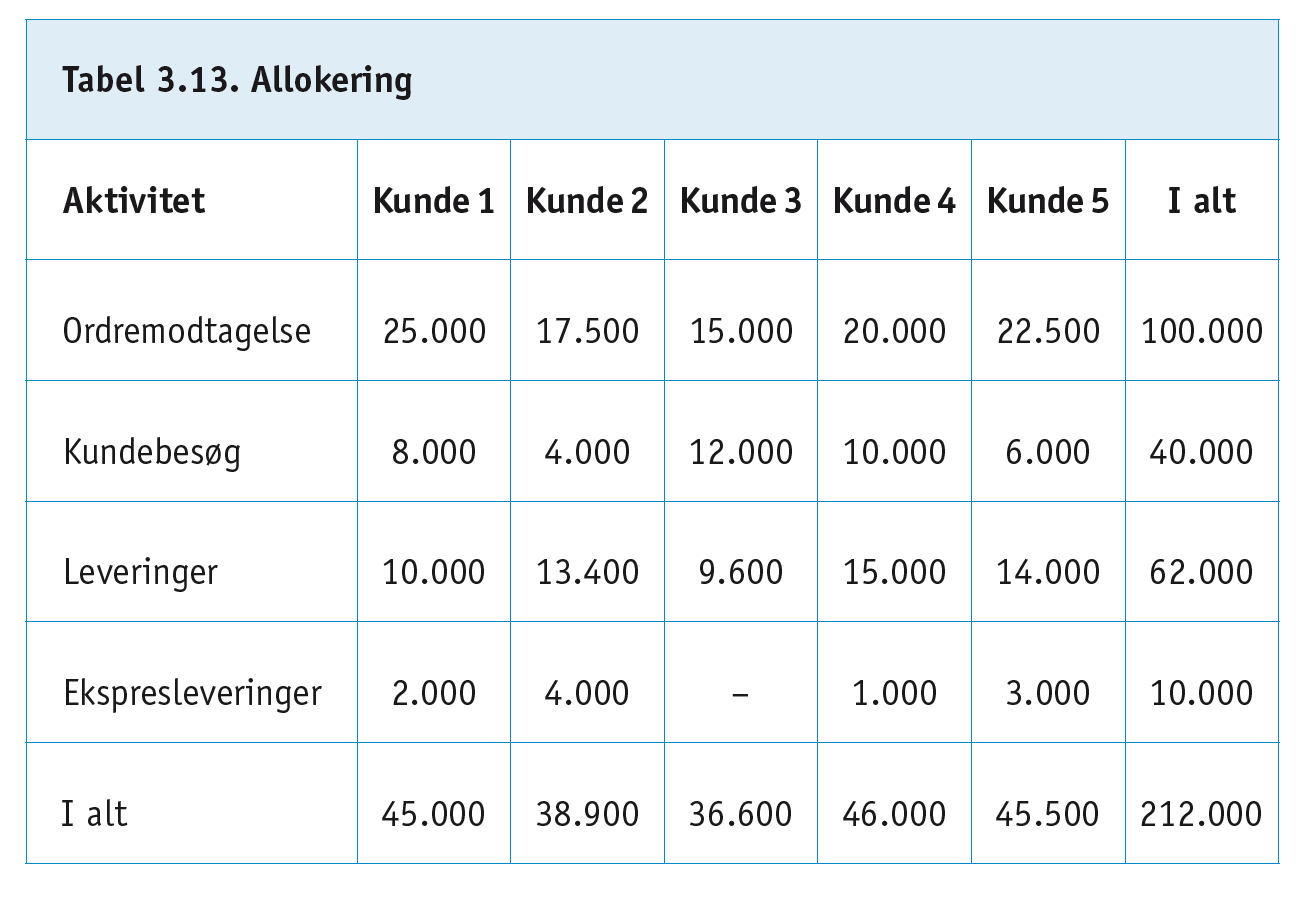 Tabel 3.13. Allokering
Aktivitet Kunde 1 Kunde 2 Kunde 3 Kunde 4 Kunde 5 I alt
Ordremodtagelse 25.000 17.500 15.000 20.000 22.500 100.000
Kundebesøg 8.000 4.000 12.000 10.000 6.000 40.000
Leveringer 10.000 13.400 9.600 15.000 14.000 62.000
Ekspresleveringer 2.000 4.000 – 1.000 3.000 10.000
I alt 45.000 38.900 36.600 46.000 45.500 212.000